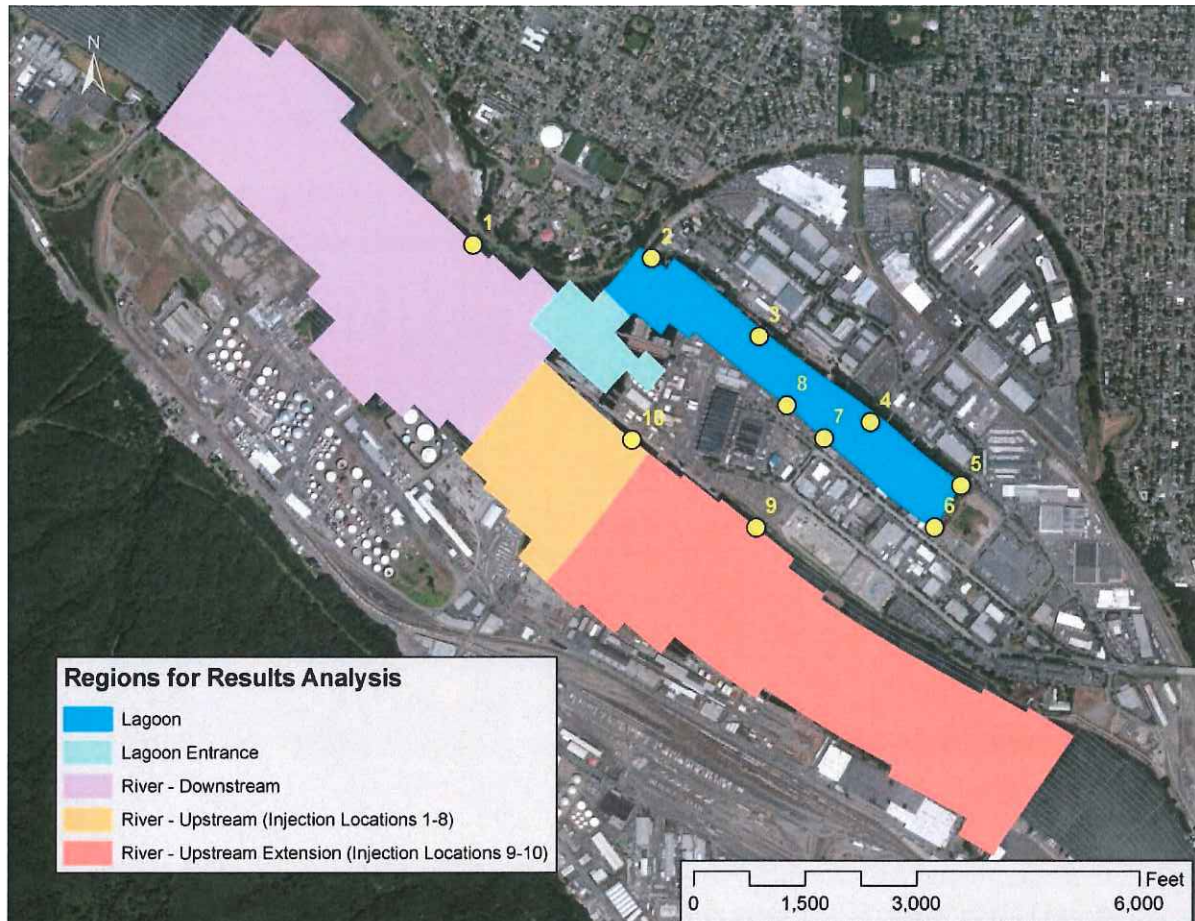 N
1
2
3
4
5
6
7
8
9
10
Regions for Results Analysis
Lagoon
Lagoon Entrance
River - Downstream
River - Upstream (Injection Locations 1-8)
River - Upstream Extension (Injection Locations 9-10)
Feet
0 1,500 3,000 6,000